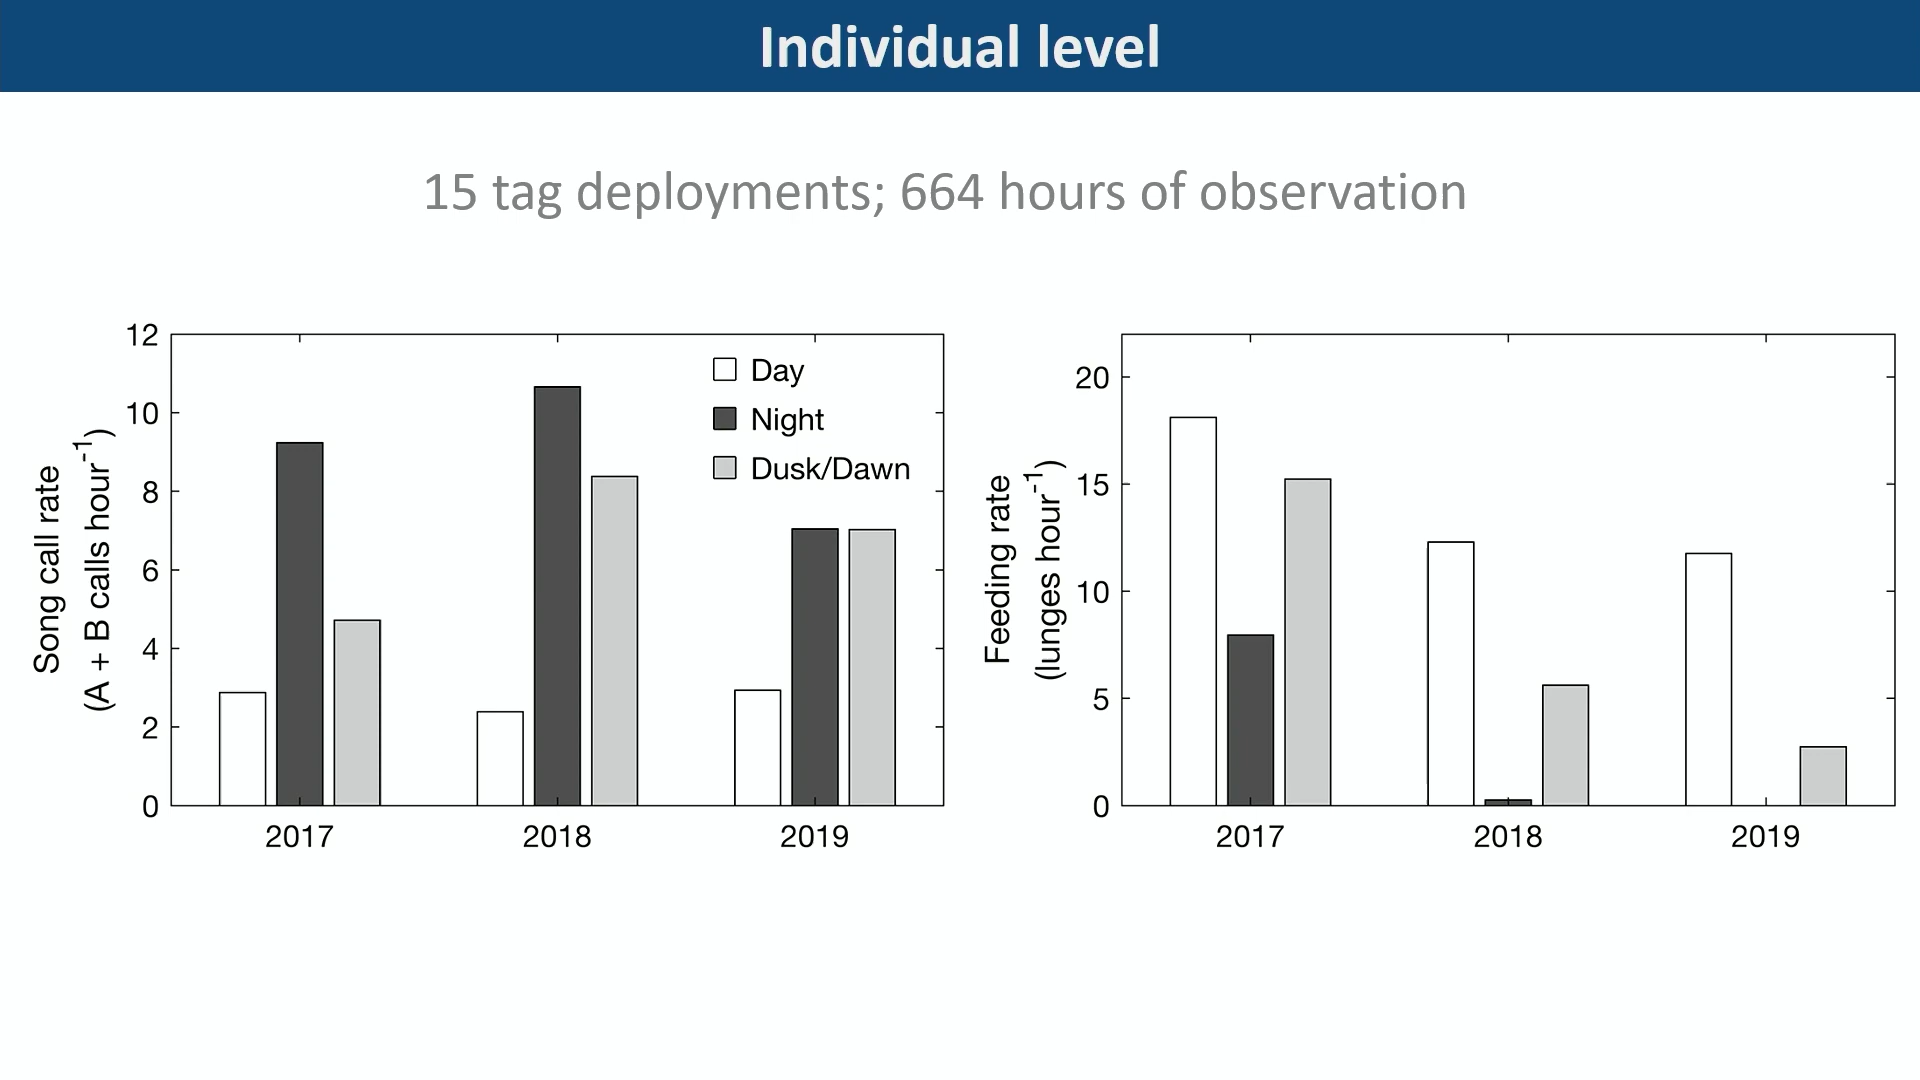 Individual level
15 tag deployments; 664 hours of observation
Song call rate
(A + B calls hour⁻¹)
12
10
8
6
4
2
0
2017
2018
2019
Day
Night
Dusk/Dawn
Feeding rate
(lunges hour⁻¹)
20
15
10
5
0
2017
2018
2019